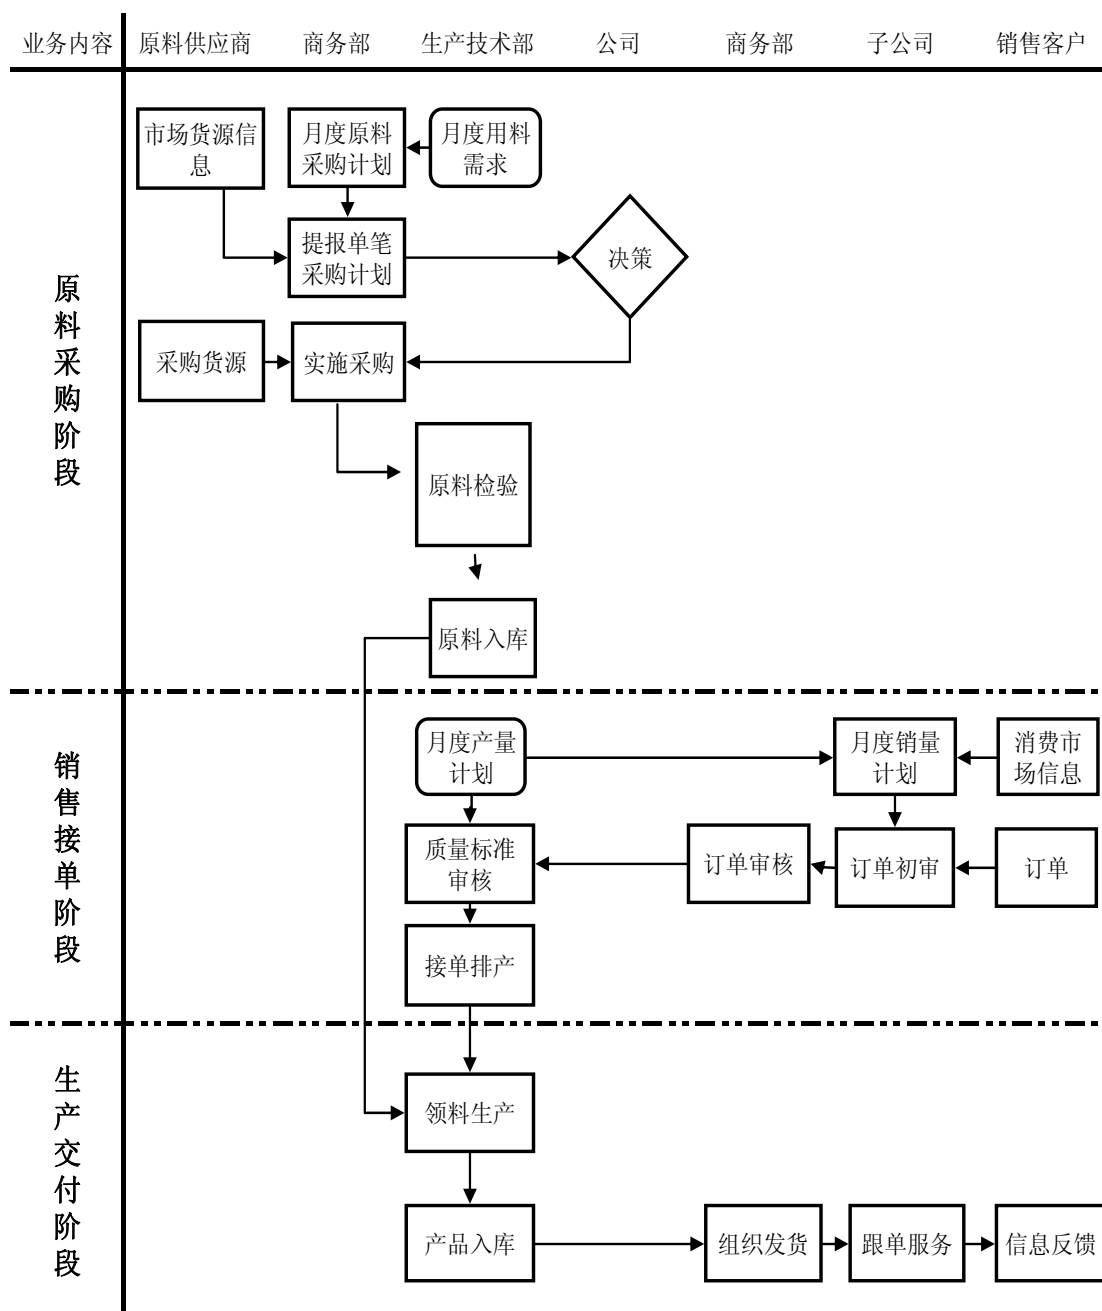 业务内容 原料供应商 商务部 生产技术部 公司 商务部 子公司 销售客户
原料采购阶段
市场货源信
息
月度原料
采购计划
月度用料
需求
提报单笔
采购计划
决策
采购货源
实施采购
原料检验
原料入库
销售接单阶段
月度产量
计划
月度销量
计划
消费市
场信息
质量标准
审核
订单审核
订单初审
订单
接单排产
生产交付阶段
领料生产
产品入库
组织发货
跟单服务
信息反馈